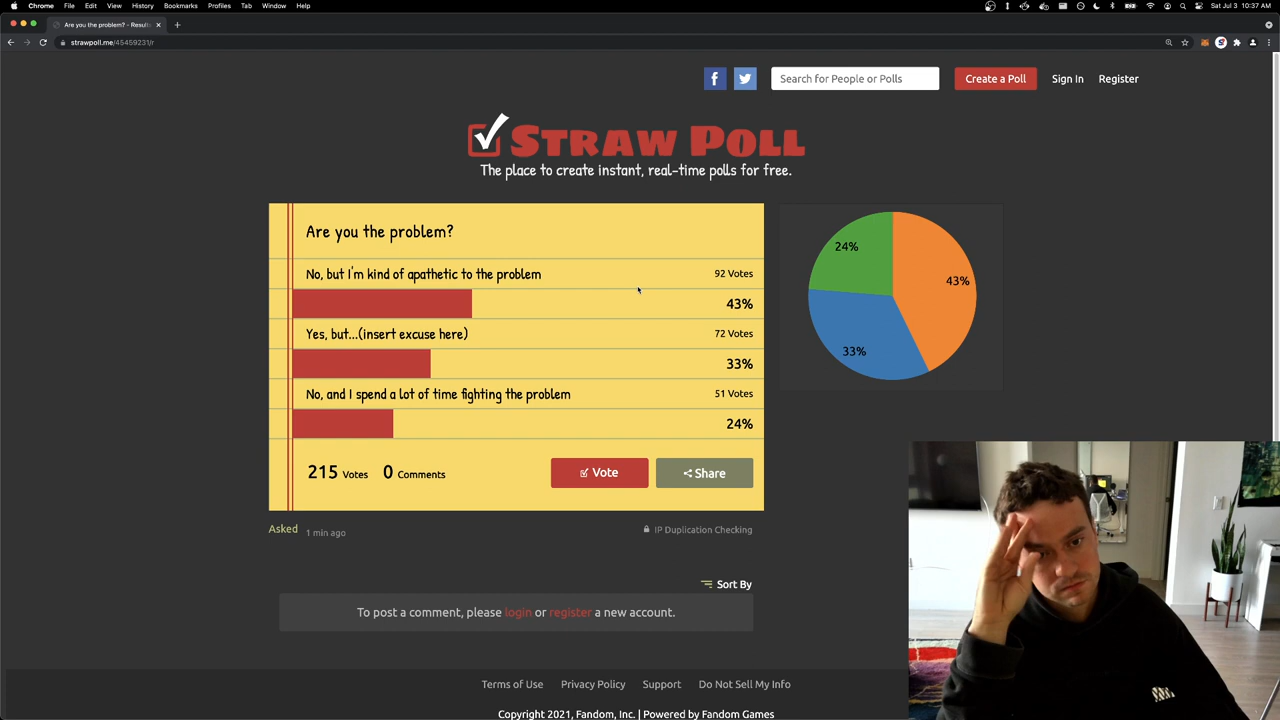 Chrome File Edit View History Bookmarks Profiles Tab Window Help
Sat Jul 3 10:37 AM
Are you the problem? - Results
strawpoll.me/45459231/r
f
Search for People or Polls
Create a Poll
Sign In
Register
STRAW POLL
The place to create instant, real-time polls for free.
Are you the problem?
No, but I'm kind of apathetic to the problem
92 Votes
43%
Yes, but...(insert excuse here)
72 Votes
33%
No, and I spend a lot of time fighting the problem
51 Votes
24%
215 Votes 0 Comments
Vote
Share
24%
43%
33%
Asked 1 min ago
IP Duplication Checking
Sort By
To post a comment, please login or register a new account.
Terms of Use Privacy Policy Support Do Not Sell My Info
Copyright 2021, Fandom, Inc. | Powered by Fandom Games